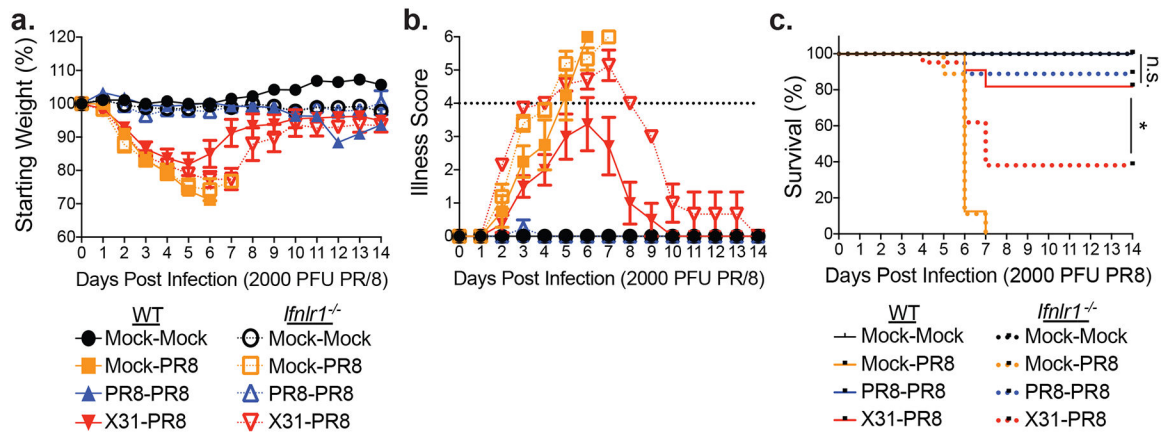 a.
Starting Weight (%)
120
110
100
90
80
70
60
0 1 2 3 4 5 6 7 8 9 10 11 12 13 14
Days Post Infection (2000 PFU PR/8)
WT
Mock-Mock
Mock-PR8
PR8-PR8
X31-PR8
Ifnlr1-/-
Mock-Mock
Mock-PR8
PR8-PR8
X31-PR8
b.
Illness Score
6
5
4
3
2
1
0
0 1 2 3 4 5 6 7 8 9 10 11 12 13 14
Days Post Infection (2000 PFU PR/8)
c.
Survival (%)
100
80
60
40
20
0
n.s.
*
0 1 2 3 4 5 6 7 8 9 10 11 12 13 14
Days Post Infection (2000 PFU PR8)
WT
Mock-Mock
Mock-PR8
PR8-PR8
X31-PR8
Ifnlr1-/-
Mock-Mock
Mock-PR8
PR8-PR8
X31-PR8